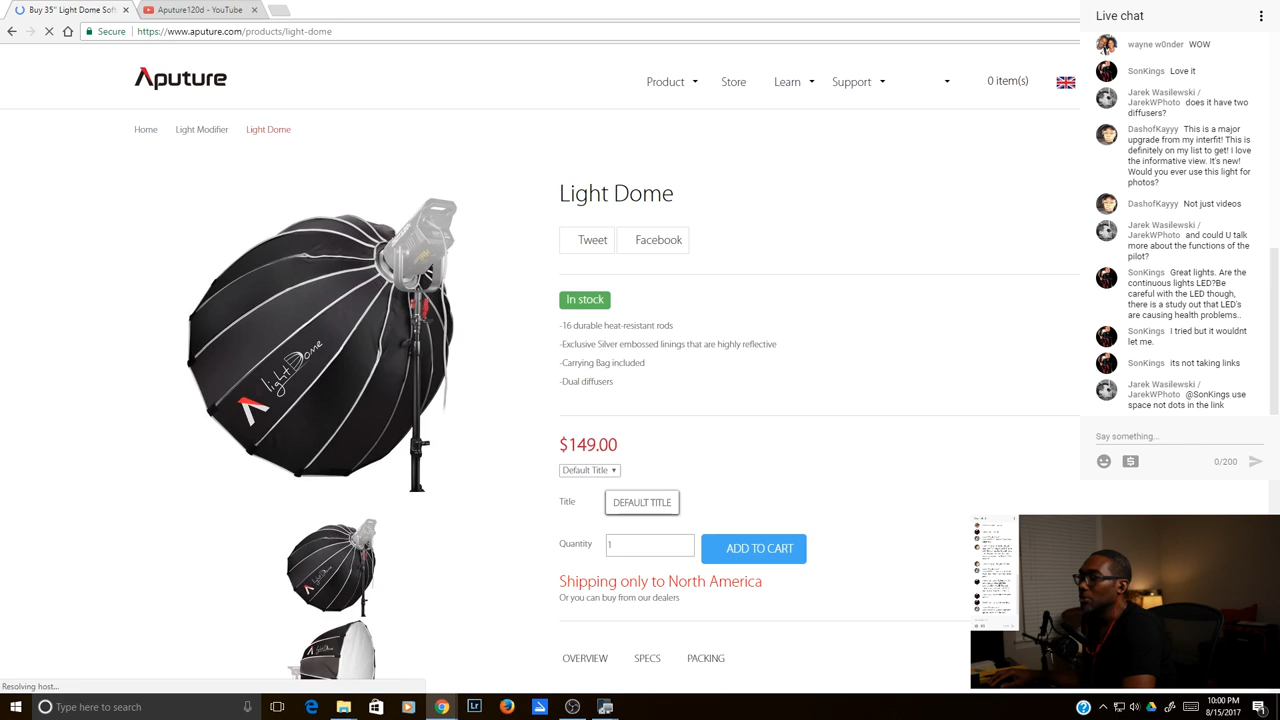 Buy 35" Light Dome Soft
Aputure120d - YouTube
Secure
https://www.aputure.com/products/light-dome
Aputure
Product
Store
Learn
Support
0 item(s)
Home
Light Modifier
Light Dome
lightDome
Light Dome
Tweet
Facebook
In stock
-16 durable heat-resistant rods
-Exclusive Silver embossed linings that are highly reflective
-Carrying Bag included
-Dual diffusers
$149.00
Default Title
Title
DEFAULT TITLE
Quantity
1
ADD TO CART
Shipping only to North America
Or you can buy from our dealers
OVERVIEW
SPECS
PACKING
Live chat
wayne w0nder WOW
SonKings Love it
Jarek Wasilewski /
JarekWPhoto does it have two
diffusers?
DashofKayyy This is a major
upgrade from my interfit! This is
definitely on my list to get! I love
the informative view. It's new!
Would you ever use this light for
photos?
DashofKayyy Not just videos
Jarek Wasilewski /
JarekWPhoto and could U talk
more about the functions of the
pilot?
SonKings Great lights. Are the
continuous lights LED?Be
careful with the LED though,
there is a study out that LED's
are causing health problems..
SonKings I tried but it wouldnt
let me.
SonKings its not taking links
Jarek Wasilewski /
JarekWPhoto @SonKings use
space not dots in the link
Say something...
0/200
Resolving host...
Type here to search
10:00 PM
8/15/2017